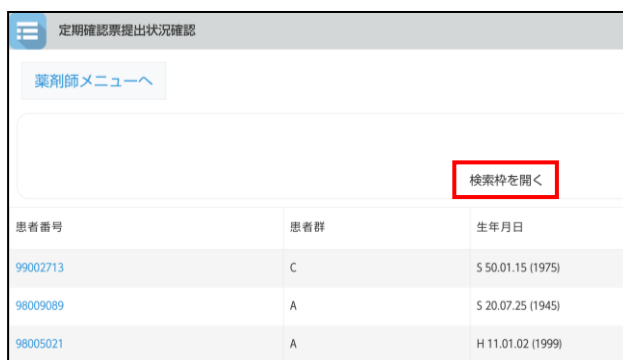 定期確認票提出状況確認
薬剤師メニューへ
検索枠を開く
患者番号 患者群 生年月日
99002713 C S 50.01.15 (1975)
98009089 A S 20.07.25 (1945)
98005021 A H 11.01.02 (1999)